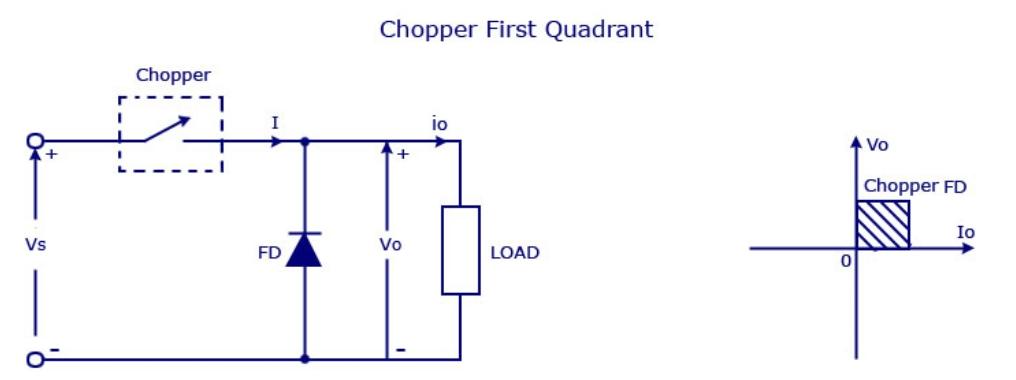 Chopper First Quadrant
Chopper
I
io
+
+
Vs
FD
Vo
LOAD
-
-
Vo
Chopper FD
Io
0